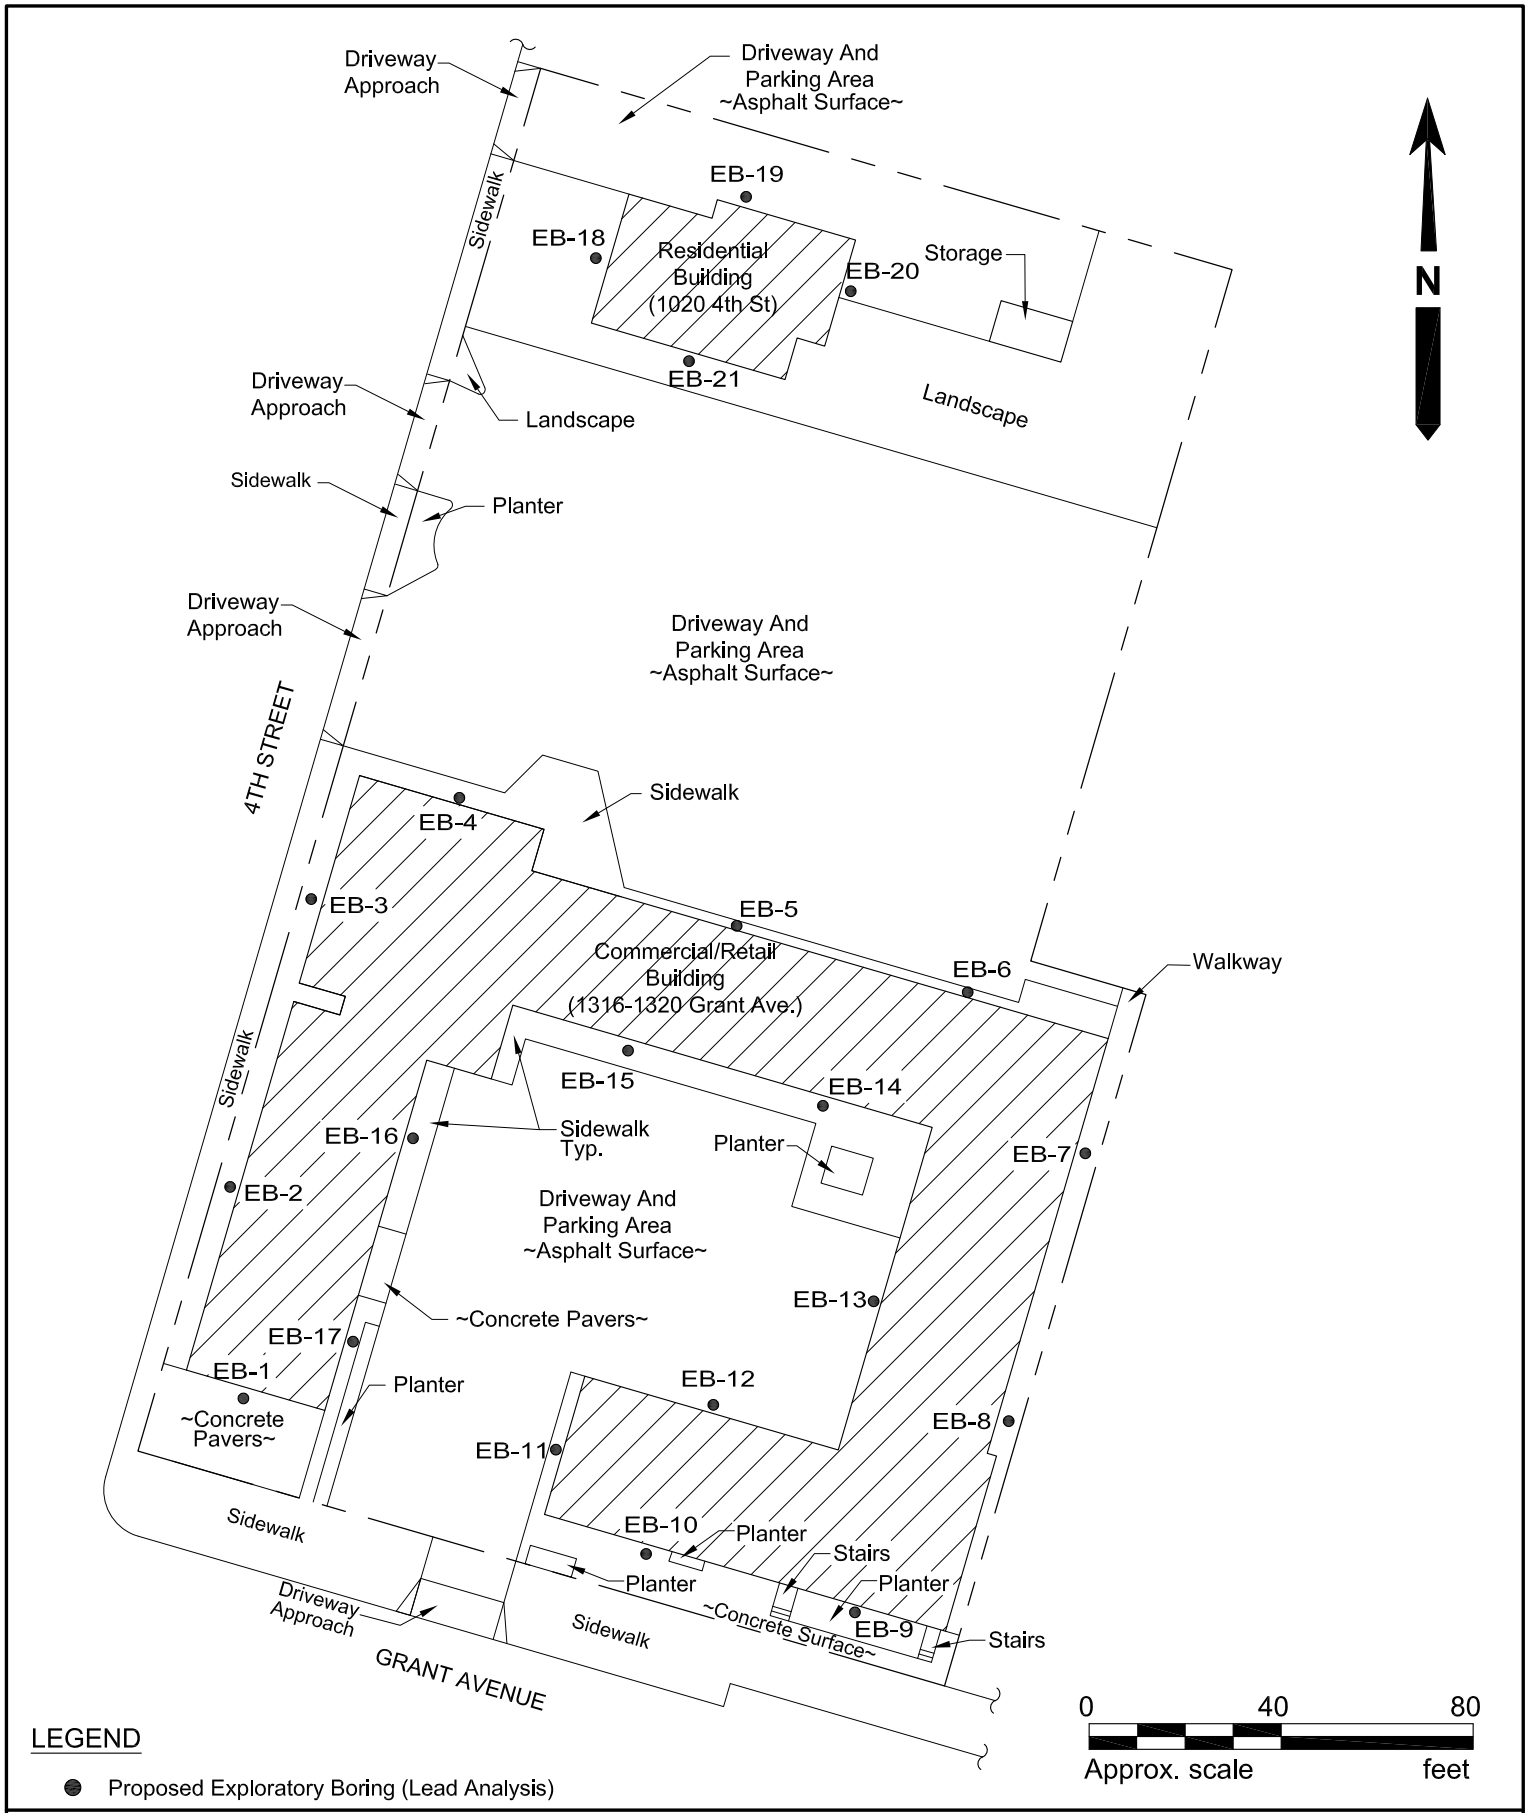 Driveway
Approach
Driveway And
Parking Area
~Asphalt Surface~
EB-19
Sidewalk
EB-18
Residential
Building
(1020 4th St)
Storage
EB-20
N
EB-21
Driveway
Approach
Landscape
Landscape
Sidewalk
Planter
Driveway
Approach
Driveway And
Parking Area
~Asphalt Surface~
4TH STREET
Sidewalk
EB-4
EB-3
EB-5
Commercial/Retail
Building
(1316-1320 Grant Ave.)
EB-6
Walkway
Sidewalk
EB-15
EB-14
EB-16
Sidewalk
Typ.
Planter
EB-7
EB-2
Driveway And
Parking Area
~Asphalt Surface~
EB-13
~Concrete Pavers~
EB-17
EB-1
Planter
EB-12
~Concrete
Pavers~
EB-8
EB-11
Sidewalk
EB-10
Planter
Stairs
Planter
Planter
Driveway
Approach
~Concrete Surface~
EB-9
Sidewalk
Stairs
GRANT AVENUE
0 40 80
Approx. scale feet
LEGEND
Proposed Exploratory Boring (Lead Analysis)